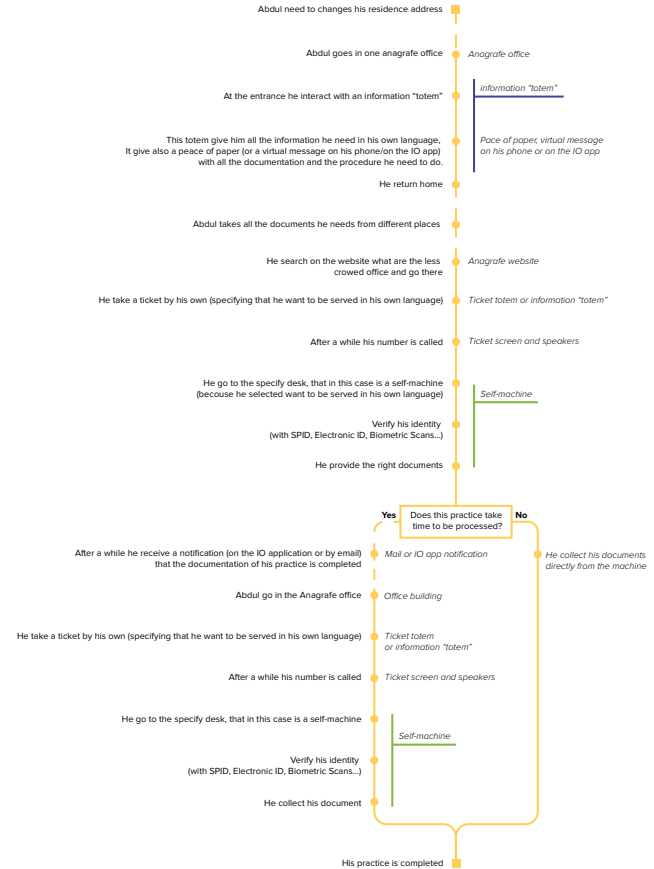 Abdul need to changes his residence address
Abdul goes in one anagrafe office
Anagrafe office
information “totem”
At the entrance he interact with an information “totem”
This totem give him all the information he need in his own language,
It give also a peace of paper (or a virtual message on his phone/on the IO app)
with all the documentation and the procedure he need to do.
Pace of paper, virtual message
on his phone or on the IO app
He return home
Abdul takes all the documents he needs from different places
He search on the website what are the less
crowed office and go there
Anagrafe website
He take a ticket by his own (specifying that he want to be served in his own language)
Ticket totem or information “totem”
After a while his number is called
Ticket screen and speakers
He go to the specify desk, that in this case is a self-machine
(becouse he selected want to be served in his own language)
Self-machine
Verify his identity
(with SPID, Electronic ID, Biometric Scans...)
He provide the right documents
Yes
Does this practice take
time to be processed?
No
After a while he receive a notification (on the IO application or by email)
that the documentation of his practice is completed
Mail or IO app notification
He collect his documents
directly from the machine
Abdul go in the Anagrafe office
Office building
He take a ticket by his own (specifying that he want to be served in his own language)
Ticket totem
or information “totem”
After a while his number is called
Ticket screen and speakers
He go to the specify desk, that in this case is a self-machine
Self-machine
Verify his identity
(with SPID, Electronic ID, Biometric Scans...)
He collect his document
His practice is completed